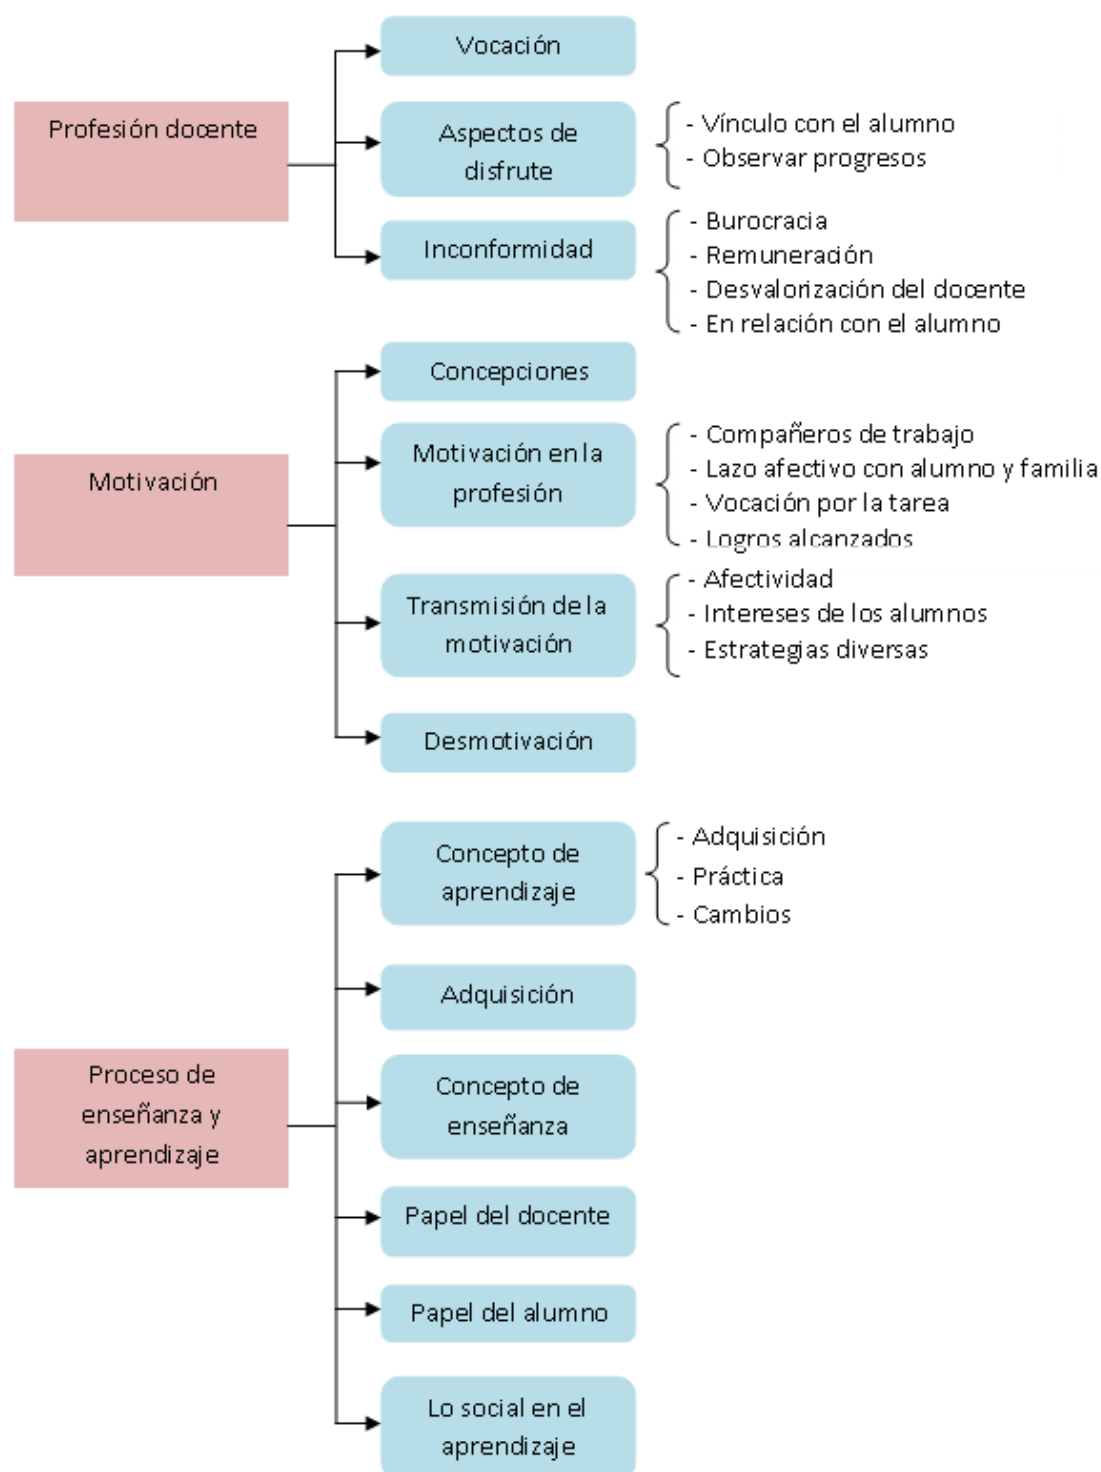 Profesión docente
Vocación
Aspectos de
disfrute
- Vínculo con el alumno
- Observar progresos
Inconformidad
- Burocracia
- Remuneración
- Desvalorización del docente
- En relación con el alumno
Motivación
Concepciones
Motivación en la
profesión
- Compañeros de trabajo
- Lazo afectivo con alumno y familia
- Vocación por la tarea
- Logros alcanzados
Transmisión de la
motivación
- Afectividad
- Intereses de los alumnos
- Estrategias diversas
Desmotivación
Proceso de
enseñanza y
aprendizaje
Concepto de
aprendizaje
- Adquisición
- Práctica
- Cambios
Adquisición
Concepto de
enseñanza
Papel del docente
Papel del alumno
Lo social en el
aprendizaje